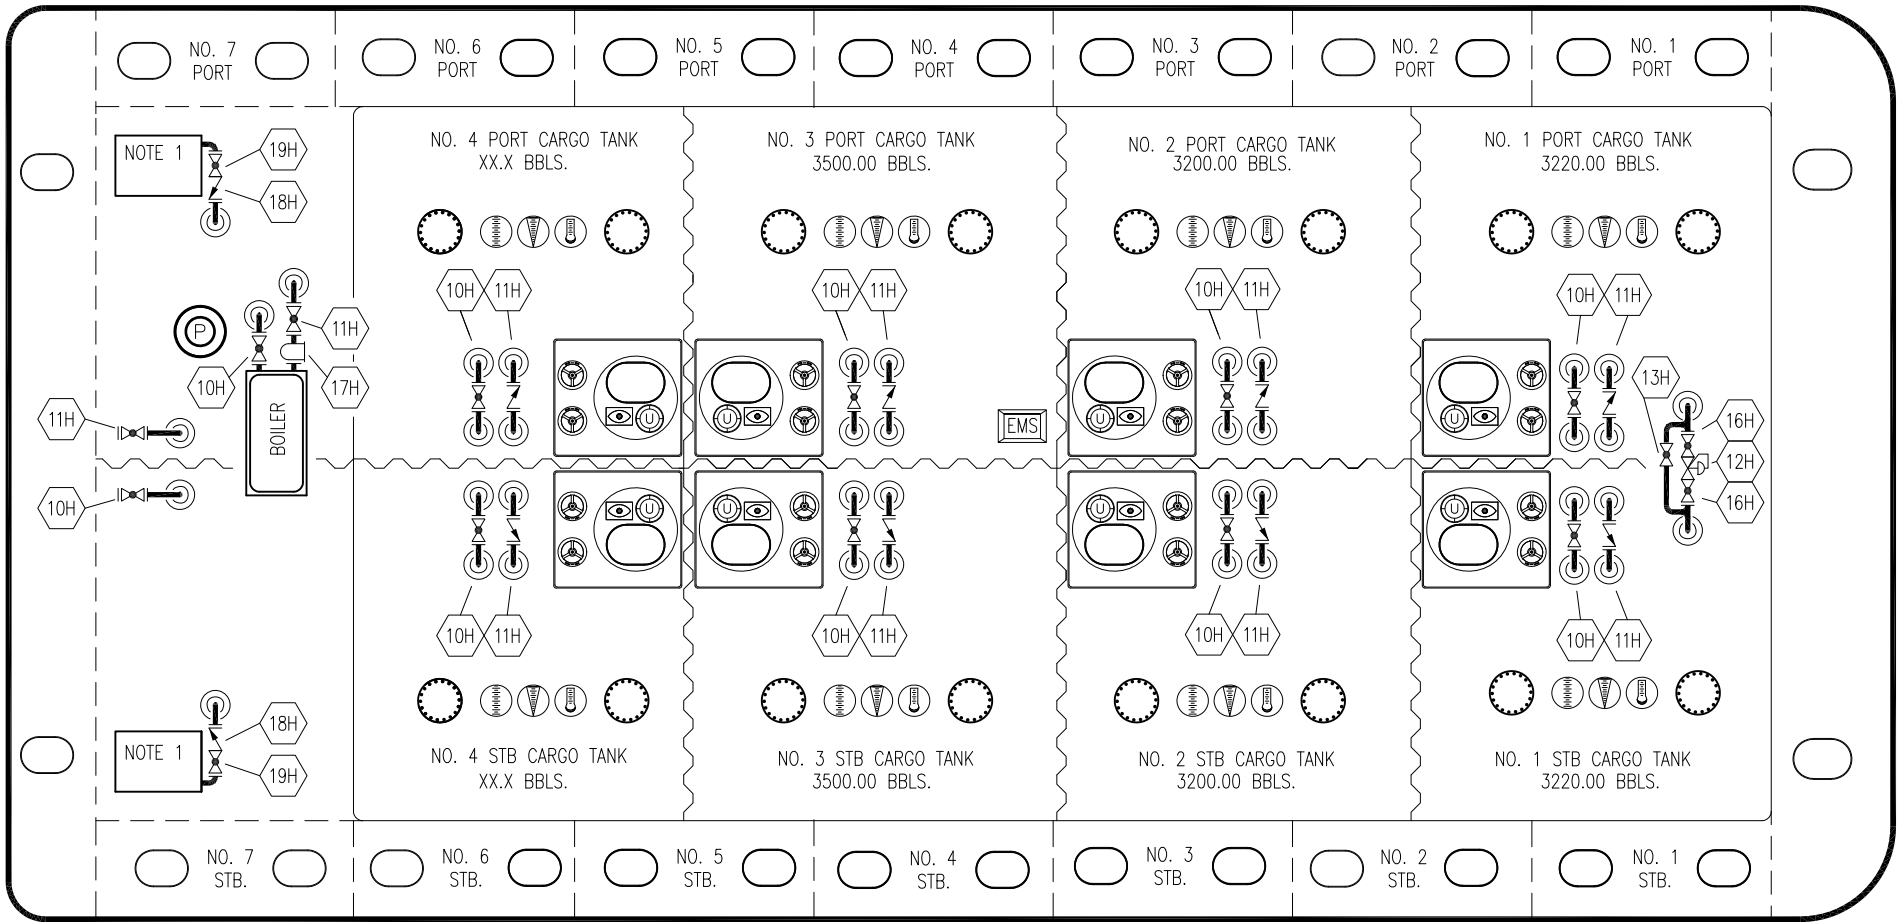 NO. 7
PORT
NO. 6
PORT
NO. 5
PORT
NO. 4
PORT
NO. 3
PORT
NO. 2
PORT
NO. 1
PORT
NOTE 1
19H
18H
NO. 4 PORT CARGO TANK
XX.X BBLS.
NO. 3 PORT CARGO TANK
3500.00 BBLS.
NO. 2 PORT CARGO TANK
3200.00 BBLS.
NO. 1 PORT CARGO TANK
3220.00 BBLS.
10H
11H
10H
11H
10H
11H
10H
11H
P
11H
10H
17H
BOILER
11H
10H
U
U
EMS
U
U
13H
16H
12H
16H
U
U
U
U
10H
11H
10H
11H
10H
11H
10H
11H
NOTE 1
18H
19H
NO. 4 STB CARGO TANK
XX.X BBLS.
NO. 3 STB CARGO TANK
3500.00 BBLS.
NO. 2 STB CARGO TANK
3200.00 BBLS.
NO. 1 STB CARGO TANK
3220.00 BBLS.
NO. 7
STB.
NO. 6
STB.
NO. 5
STB.
NO. 4
STB.
NO. 3
STB.
NO. 2
STB.
NO. 1
STB.